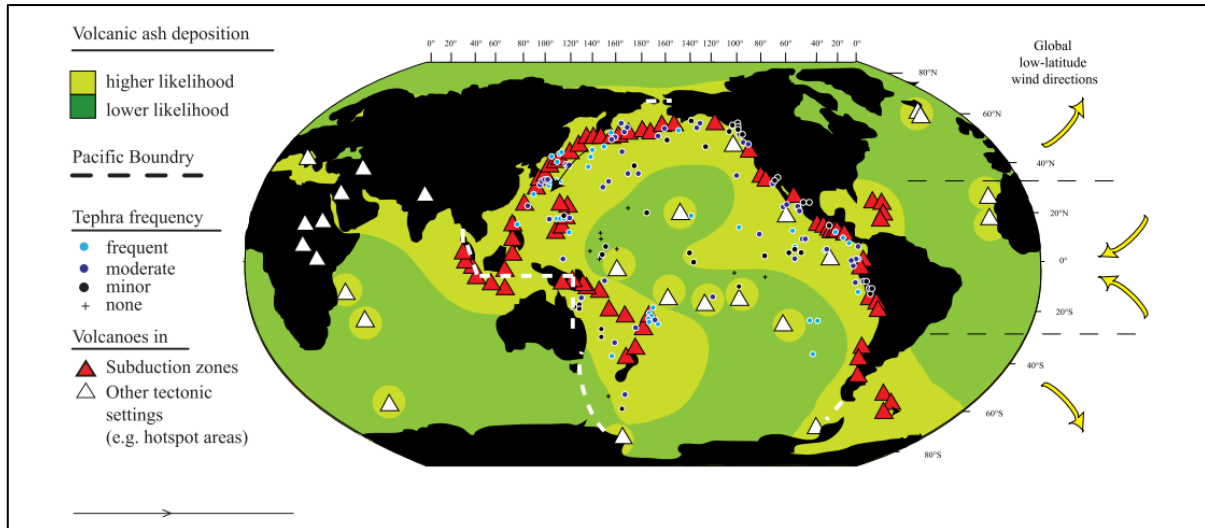 Volcanic ash deposition
higher likelihood
lower likelihood
Pacific Boundry
Tephra frequency
frequent
moderate
minor
none
Volcanoes in
Subduction zones
Other tectonic
settings
(e.g. hotspot areas)
0° 20° 40° 60° 80° 100° 120° 140° 160° 180° 180° 160° 140° 120° 100° 80° 60° 40° 20° 0°
80°N
60°N
40°N
20°N
0°
20°S
40°S
60°S
80°S
Global
low-latitude
wind directions